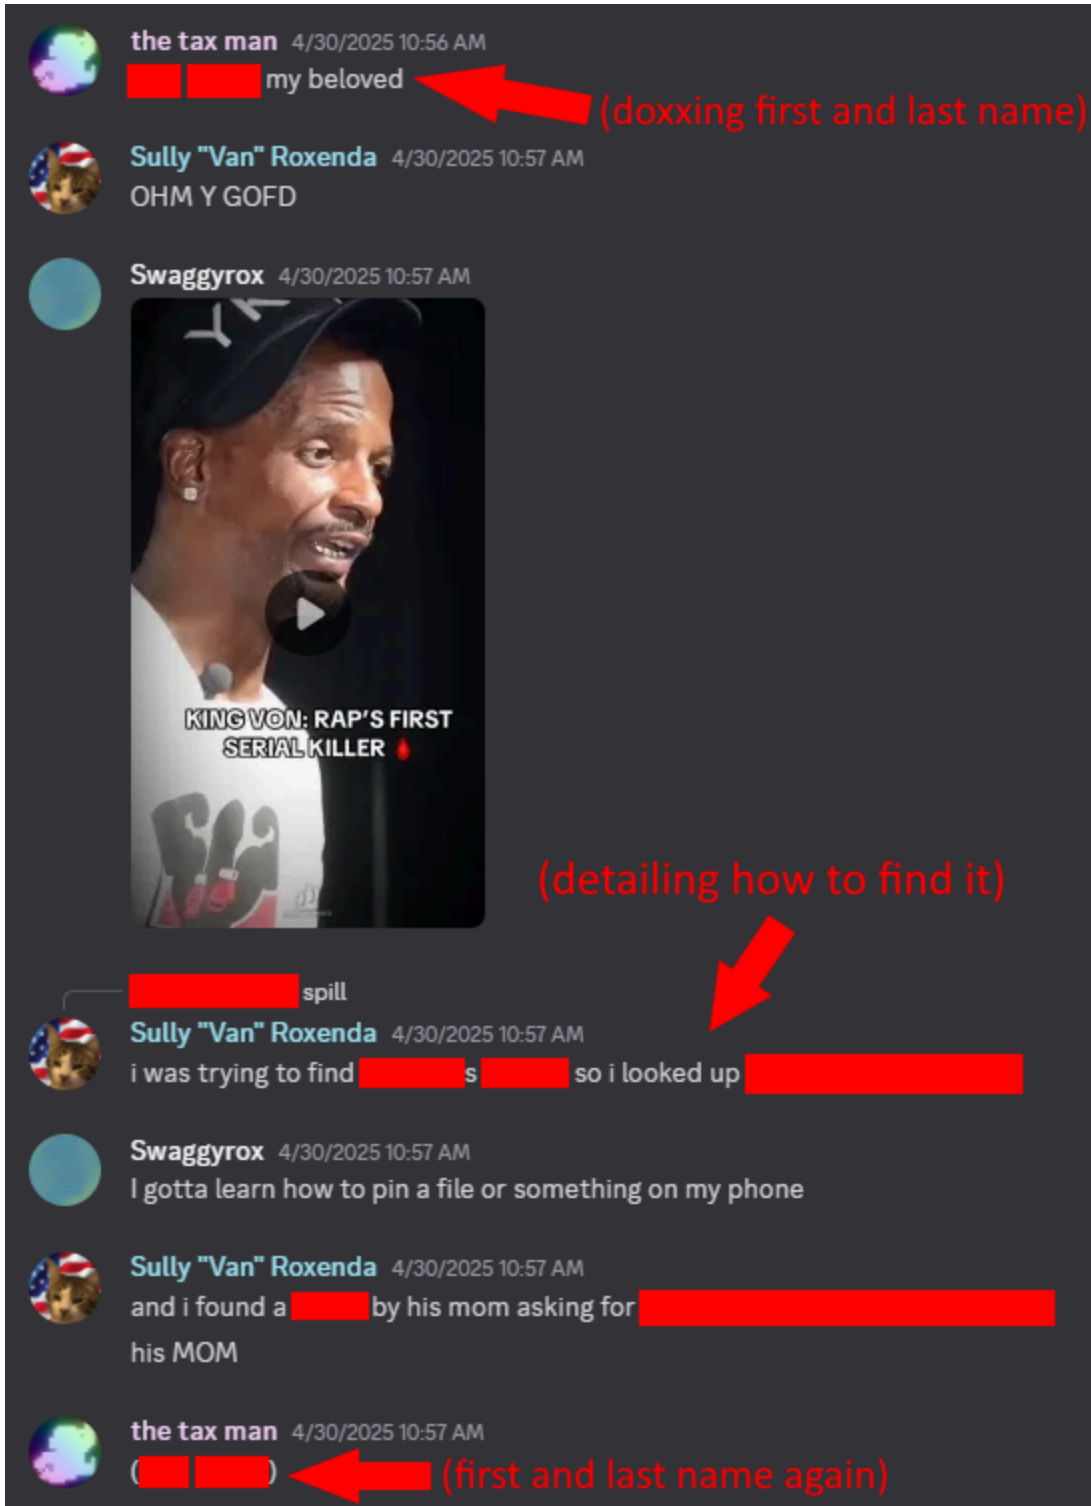 the tax man 4/30/2025 10:56 AM
my beloved
(doxxing first and last name)
Sully "Van" Roxenda 4/30/2025 10:57 AM
OHM Y GOFD
Swaggyrox 4/30/2025 10:57 AM
KING VON: RAP'S FIRST
SERIAL KILLER 🩸
(detailing how to find it)
spill
Sully "Van" Roxenda 4/30/2025 10:57 AM
i was trying to find s so i looked up
Swaggyrox 4/30/2025 10:57 AM
I gotta learn how to pin a file or something on my phone
Sully "Van" Roxenda 4/30/2025 10:57 AM
and i found a by his mom asking for
his MOM
the tax man 4/30/2025 10:57 AM
( )
(first and last name again)